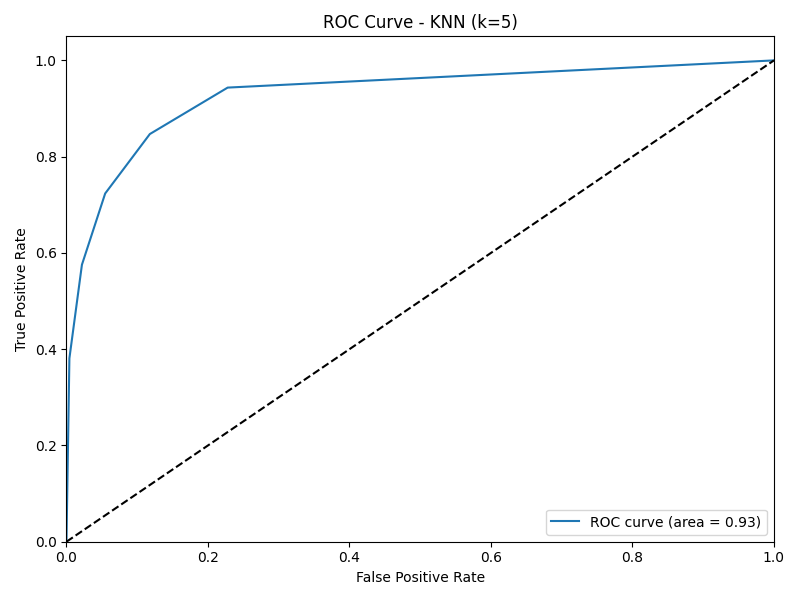 ROC Curve - KNN (k=5)
1.0
0.8
0.6
0.4
0.2
0.0
True Positive Rate
0.0 0.2 0.4 0.6 0.8 1.0
False Positive Rate
ROC curve (area = 0.93)